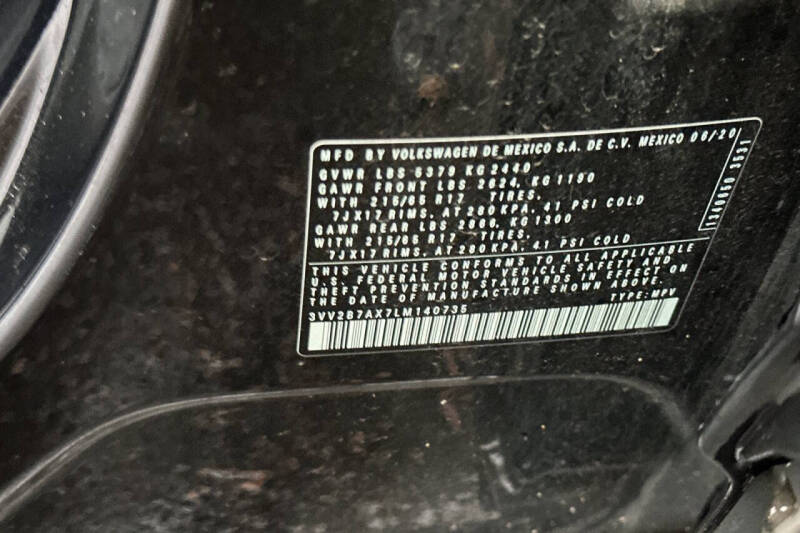 MFD BY VOLKSWAGEN DE MEXICO S.A. DE C.V. MEXICO 06/20
GVWR LBS 5379 KG 2440
GAWR FRONT LBS 2624, KG 1190
WITH 215/65 R17 TIRES,
7JX17 RIMS, AT 280 KPA, 41 PSI COLD
GAWR REAR LBS 2866, KG 1300
WITH 215/65 R17 TIRES,
7JX17 RIMS, AT 280 KPA, 41 PSI COLD
THIS VEHICLE CONFORMS TO ALL APPLICABLE
U.S. FEDERAL MOTOR VEHICLE SAFETY AND
THEFT PREVENTION STANDARDS IN EFFECT ON
THE DATE OF MANUFACTURE SHOWN ABOVE.
3VV2B7AX7LM140735 TYPE: MPV